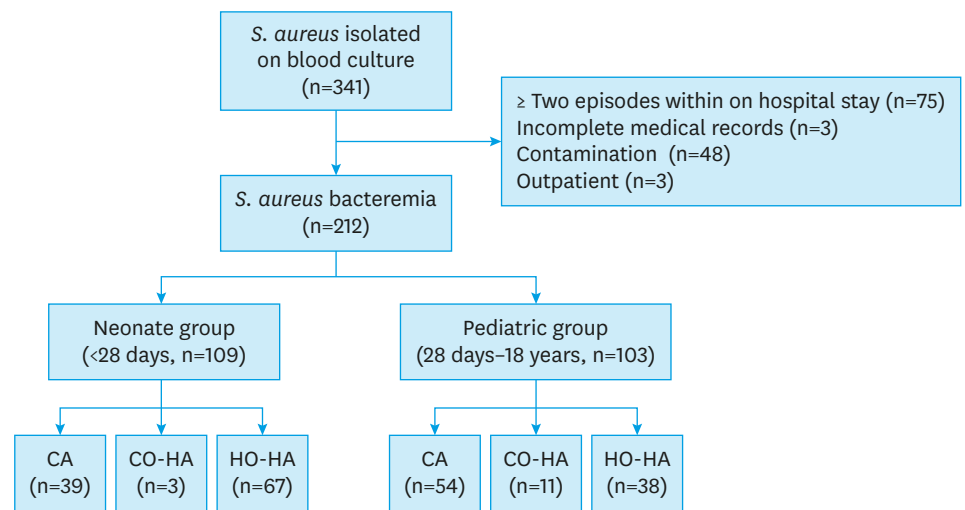 S. aureus isolated
on blood culture
(n=341)
≥ Two episodes within on hospital stay (n=75)
Incomplete medical records (n=3)
Contamination (n=48)
Outpatient (n=3)
S. aureus bacteremia
(n=212)
Neonate group
(<28 days, n=109)
Pediatric group
(28 days–18 years, n=103)
CA
(n=39)
CO-HA
(n=3)
HO-HA
(n=67)
CA
(n=54)
CO-HA
(n=11)
HO-HA
(n=38)